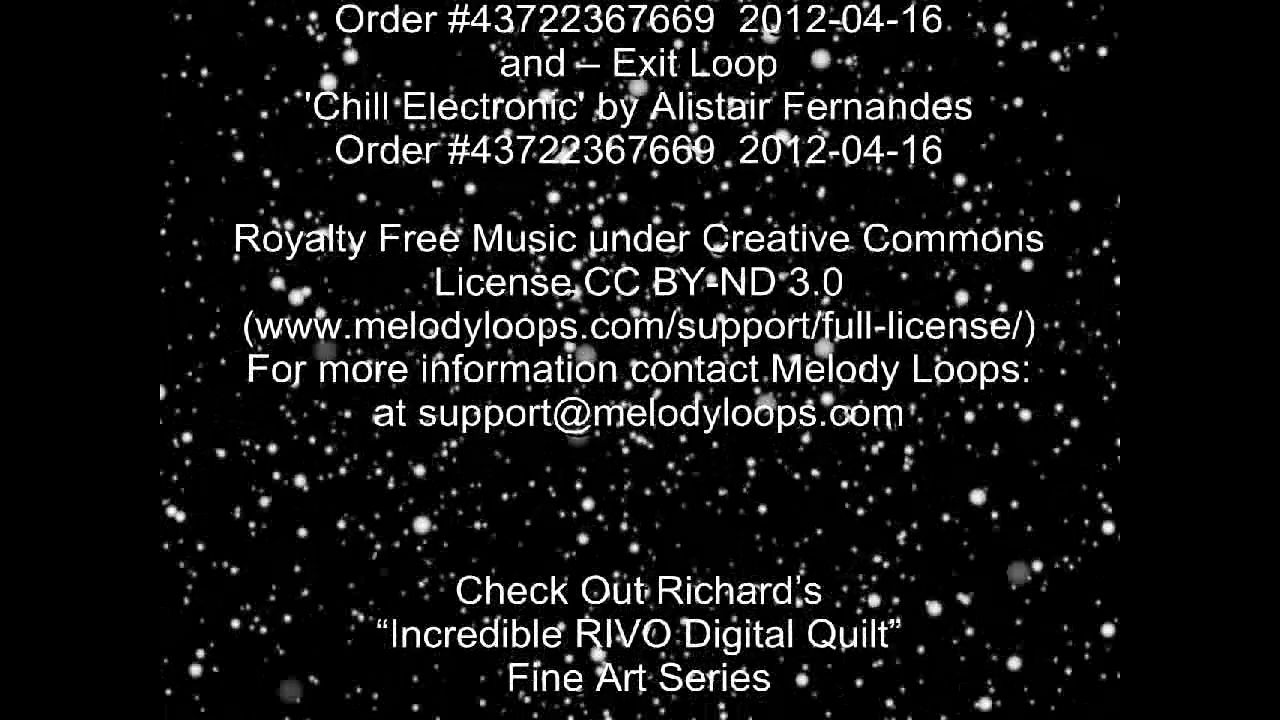 Order #43722367669  2012-04-16
and – Exit Loop
'Chill Electronic' by Alistair Fernandes
Order #43722367669  2012-04-16
Royalty Free Music under Creative Commons
License CC BY-ND 3.0
(www.melodyloops.com/support/full-license/)
For more information contact Melody Loops:
at support@melodyloops.com
Check Out Richard’s
“Incredible RIVO Digital Quilt”
Fine Art Series